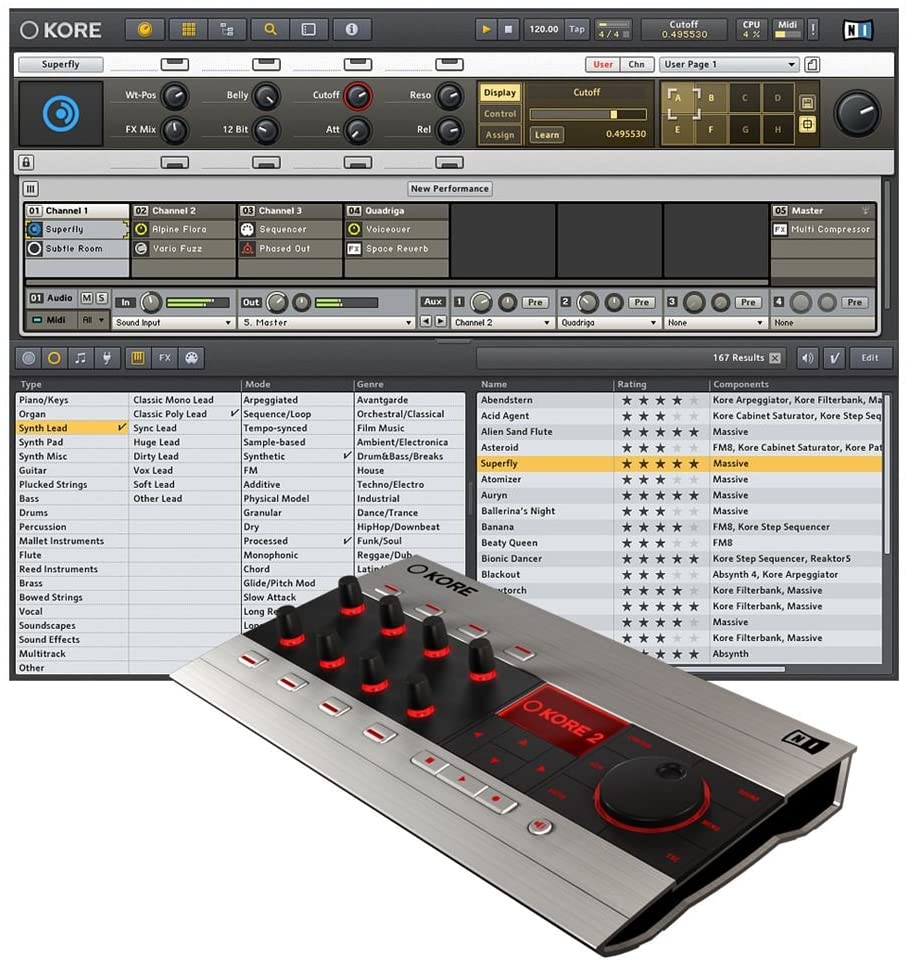 KORE
120.00 Tap 4 / 4 Cutoff 0.495530 CPU 4 % Midi ! NI
Superfly User Chn User Page 1
Wt-Pos Belly Cutoff Reso
FX Mix 12 Bit Att Rel
Display Cutoff
Control
Assign Learn 0.495530
A B C D
E F G H
New Performance
01 Channel 1 02 Channel 2 03 Channel 3 04 Quadriga 05 Master
Superfly Alpine Flora Sequencer Voiceover FX Multi Compressor
Subtle Room Vario Fuzz Phased Out FX Space Reverb
01 Audio M S In Out Aux 1 Pre 2 Pre 3 Pre 4 Pre
Midi All Sound Input 5. Master Channel 2 Quadriga None None
FX 167 Results Edit
Type Mode Genre
Piano/Keys Classic Mono Lead Arpeggiated Avantgarde
Organ Classic Poly Lead Sequence/Loop Orchestral/Classical
Synth Lead Sync Lead Tempo-synced Film Music
Synth Pad Huge Lead Sample-based Ambient/Electronica
Synth Misc Dirty Lead Synthetic Drum&Bass/Breaks
Guitar Vox Lead FM House
Plucked Strings Soft Lead Additive Techno/Electro
Bass Other Lead Physical Model Industrial
Drums Granular Dance/Trance
Percussion Dry HipHop/Downbeat
Mallet Instruments Processed Funk/Soul
Flute Monophonic Reggae/Dub
Reed Instruments Chord Latin/
Brass Glide/Pitch Mod
Bowed Strings Slow Attack
Vocal Long Re
Soundscapes Lon
Sound Effects
Multitrack
Other
Name Rating Components
Abendstern Kore Arpeggiator, Kore Filterbank, Ma
Acid Agent Kore Cabinet Saturator, Kore Step Seq
Alien Sand Flute Massive
Asteroid FM8, Kore Cabinet Saturator, Kore Pat
Superfly Massive
Atomizer Massive
Auryn Massive
Ballerina's Night Massive
Banana FM8, Kore Step Sequencer
Beaty Queen FM8
Bionic Dancer Kore Step Sequencer, Reaktor5
Blackout Absynth 4, Kore Arpeggiator
wtorch Kore Filterbank, Massive
Kore Filterbank, Massive
Massive
Kore Filterbank, Massive
Absynth
KORE
KORE 2
NI
CONTROL
SOUND
MENU
ESC